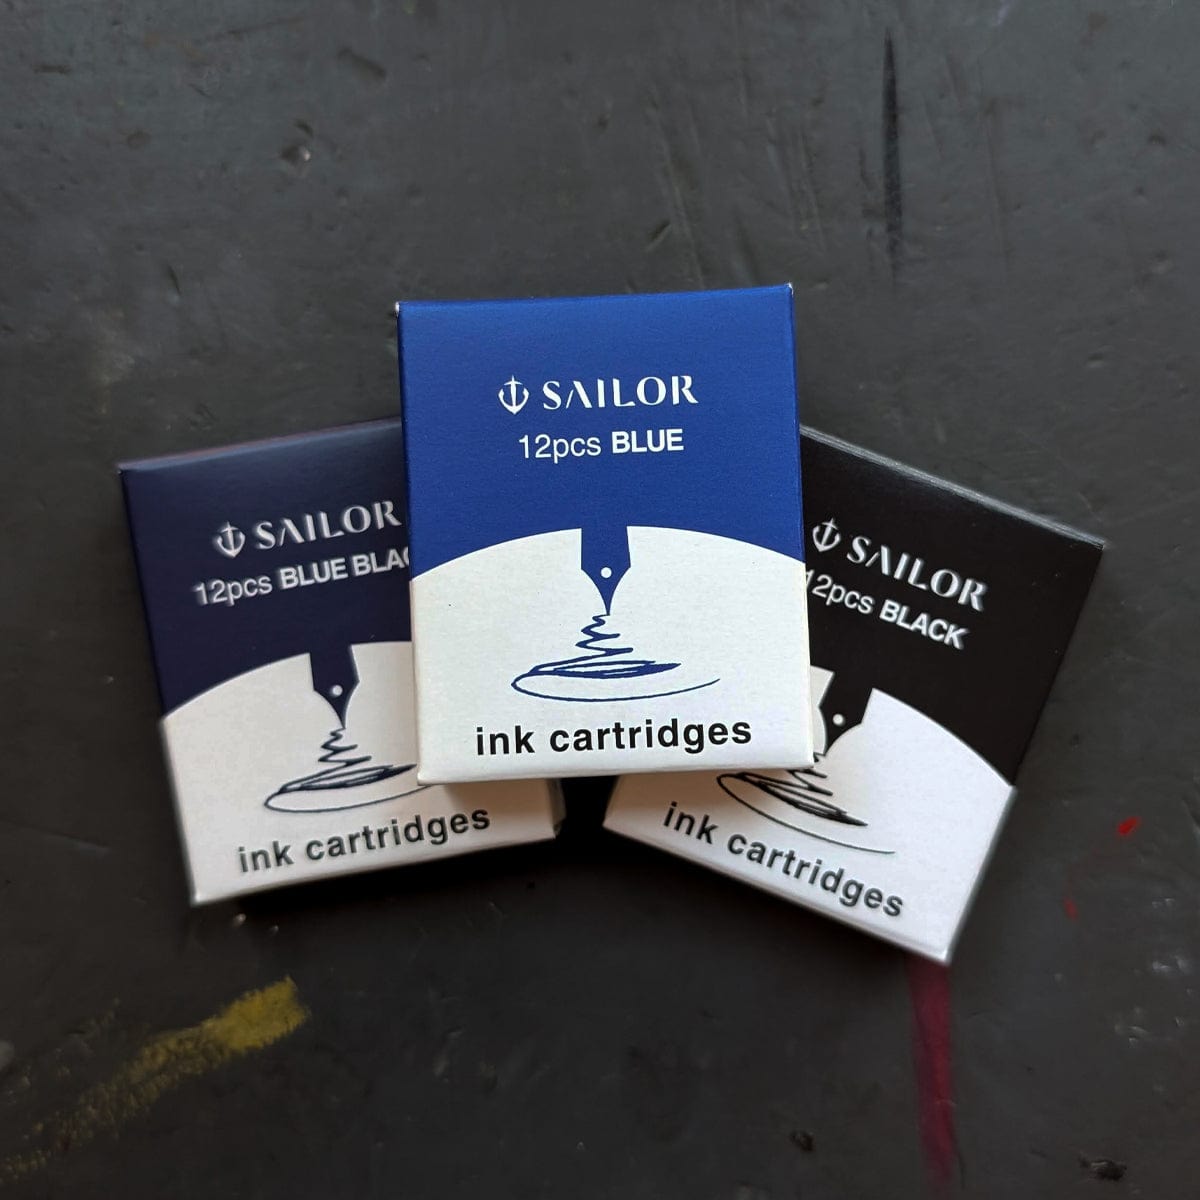 SAILOR
12pcs BLUE
ink cartridges
SAILOR
12pcs BLUE BLAC
ink cartridges
SAILOR
12pcs BLACK
ink cartridges